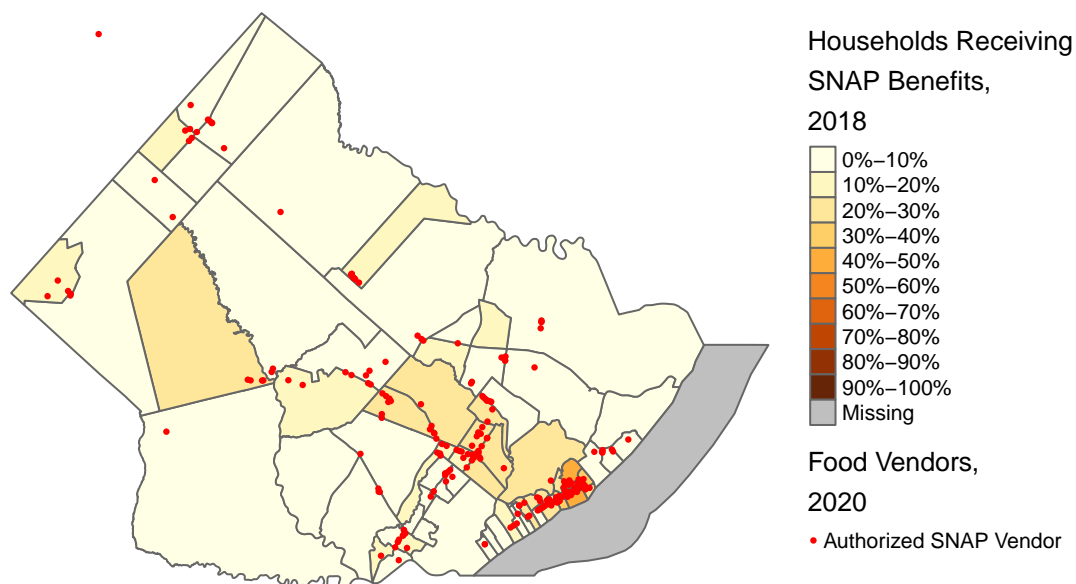 Households Receiving
SNAP Benefits,
2018
0%−10%
10%−20%
20%−30%
30%−40%
40%−50%
50%−60%
60%−70%
70%−80%
80%−90%
90%−100%
Missing
Food Vendors,
2020
Authorized SNAP Vendor